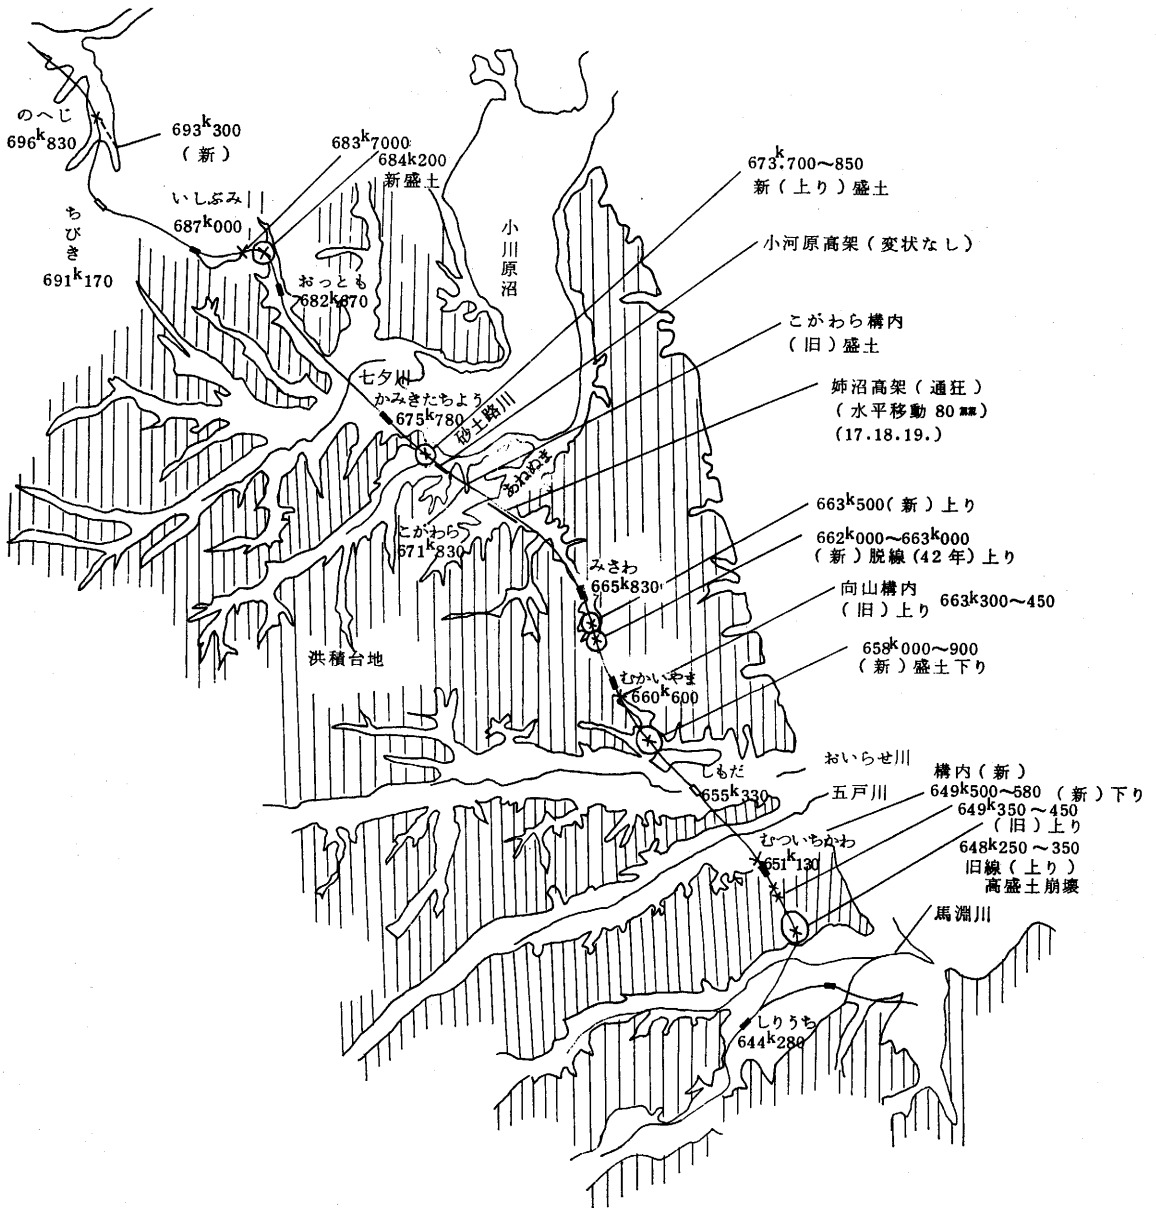 のへじ
696ᵏ830
693ᵏ300
(新)
683ᵏ7000
684k200
新盛土
673ᵏ.700〜850
新(上り)盛土
いしぶみ
687ᵏ000
ちびき
691ᵏ170
小川原沼
小河原高架(変状なし)
おっとも
682ᵏ670
こがわら構内
(旧)盛土
七夕川
かみきたちよう
675ᵏ780
砂土路川
姉沼高架(通狂)
(水平移動80㎜)
(17.18.19.)
あねぬま
こがわら
671ᵏ830
663ᵏ500(新)上り
662ᵏ000〜663ᵏ000
(新)脱線(42年)上り
みさわ
665ᵏ830
向山構内
(旧)上り 663ᵏ300〜450
658ᵏ000〜900
(新)盛土下り
洪積台地
むかいやま
660ᵏ600
しもだ
655ᵏ330
おいらせ川
五戸川
構内(新)
649ᵏ500〜580 (新)下り
649ᵏ350〜450
(旧)上り
648ᵏ250〜350
旧線(上り)
高盛土崩壊
むついちかわ
651ᵏ130
馬淵川
しりうち
644ᵏ280